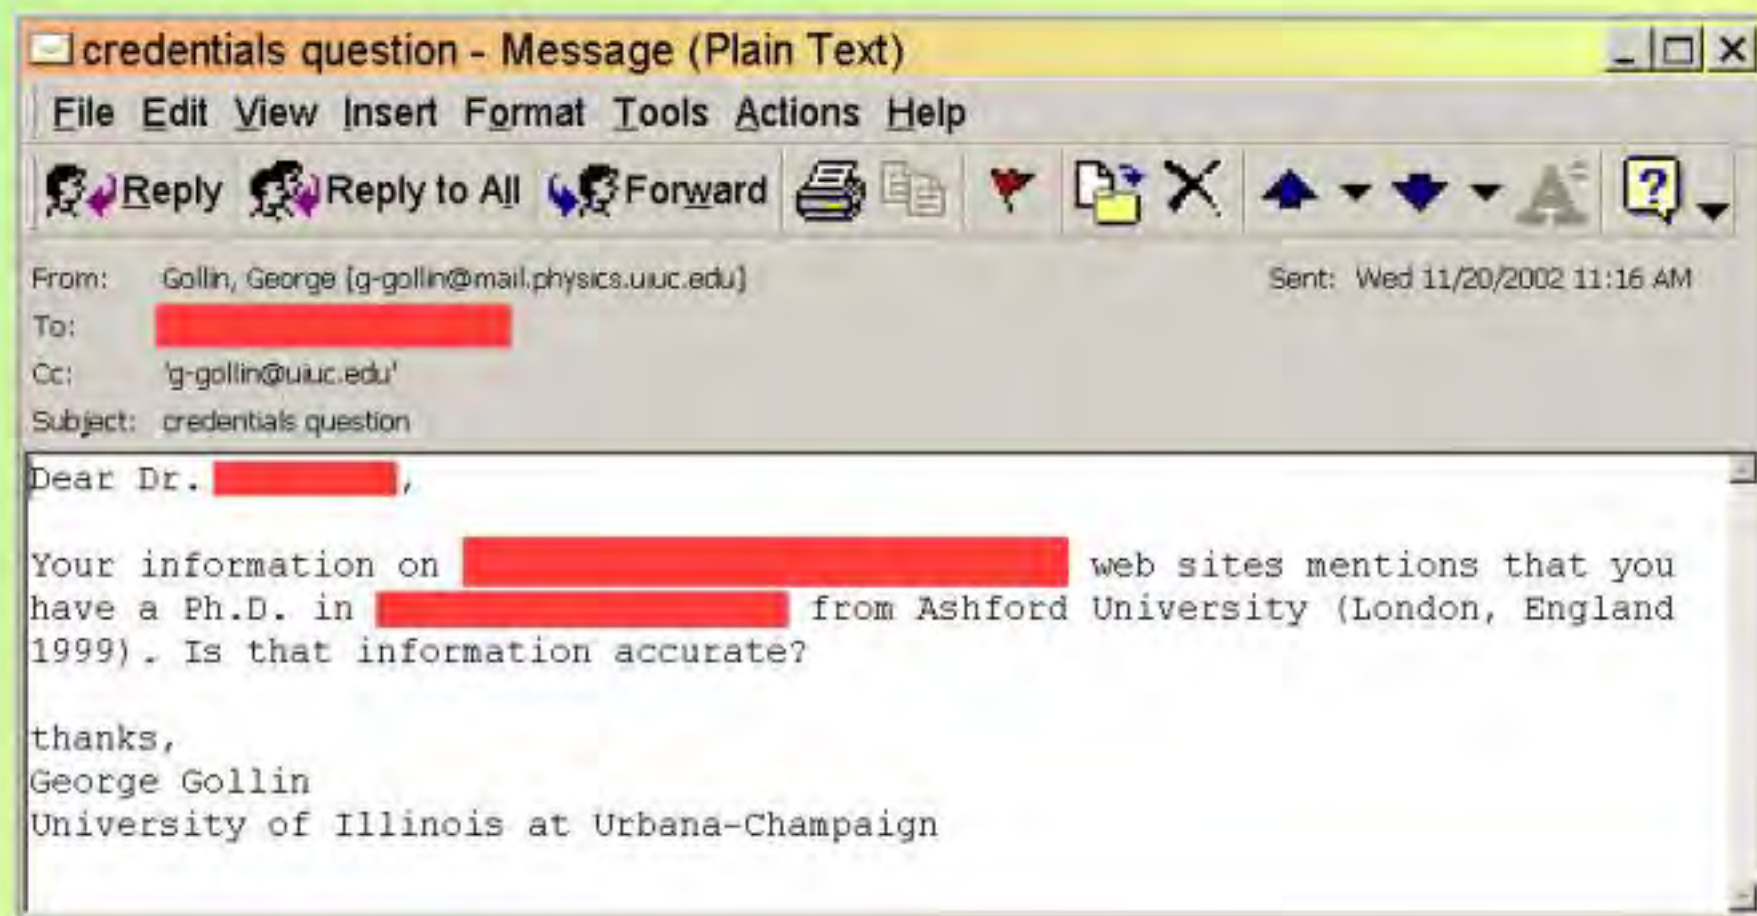 credentials question - Message (Plain Text)
File Edit View Insert Format Tools Actions Help
Reply Reply to All Forward
From: Gollin, George [g-gollin@mail.physics.uiuc.edu] Sent: Wed 11/20/2002 11:16 AM
To:
Cc: 'g-gollin@uiuc.edu'
Subject: credentials question
Dear Dr. ,
Your information on web sites mentions that you
have a Ph.D. in from Ashford University (London, England
1999). Is that information accurate?
thanks,
George Gollin
University of Illinois at Urbana-Champaign